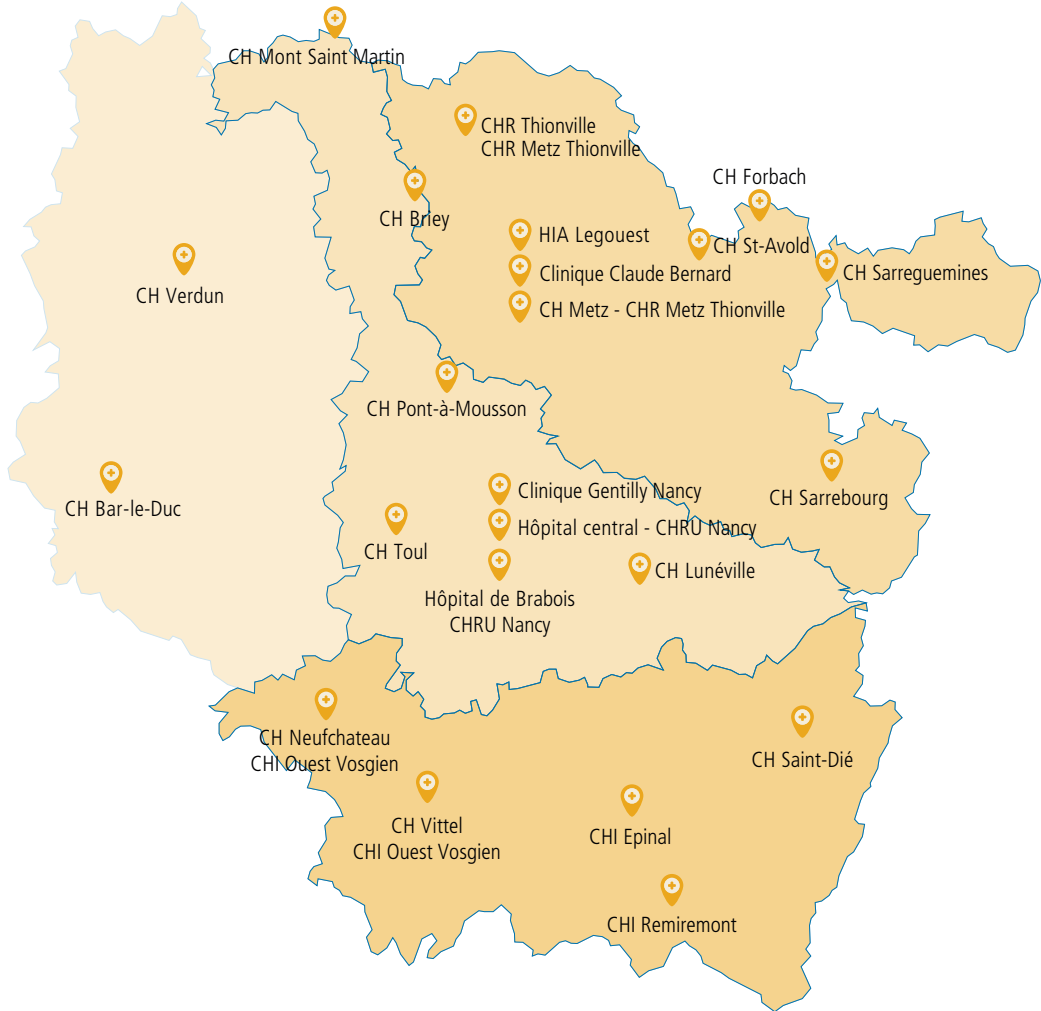 CH Mont Saint Martin
CHR Thionville
CHR Metz Thionville
CH Forbach
CH Briey
HIA Legouest
CH St-Avold
CH Sarreguemines
Clinique Claude Bernard
CH Verdun
CH Metz - CHR Metz Thionville
CH Pont-à-Mousson
Clinique Gentilly Nancy
CH Sarrebourg
CH Bar-le-Duc
Hôpital central - CHRU Nancy
CH Toul
CH Lunéville
Hôpital de Brabois
CHRU Nancy
CH Neufchateau
CHI Ouest Vosgien
CH Saint-Dié
CH Vittel
CHI Ouest Vosgien
CHI Epinal
CHI Remiremont